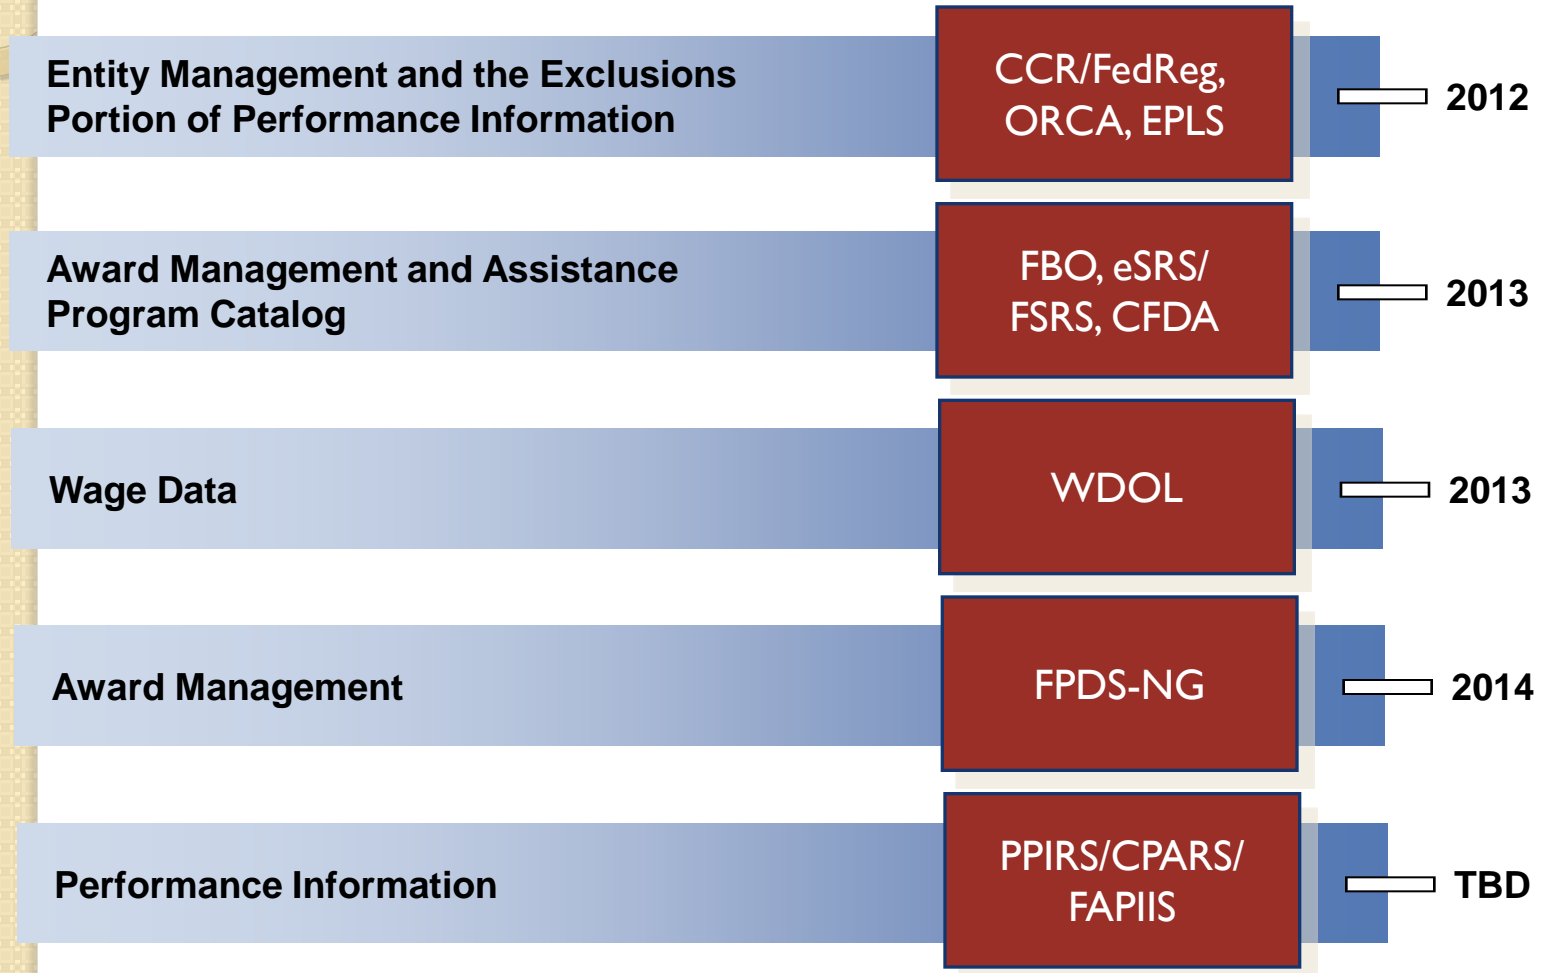 Entity Management and the Exclusions
Portion of Performance Information
CCR/FedReg,
ORCA, EPLS
2012
Award Management and Assistance
Program Catalog
FBO, eSRS/
FSRS, CFDA
2013
Wage Data
WDOL
2013
Award Management
FPDS-NG
2014
Performance Information
PPIRS/CPARS/
FAPIIS
TBD